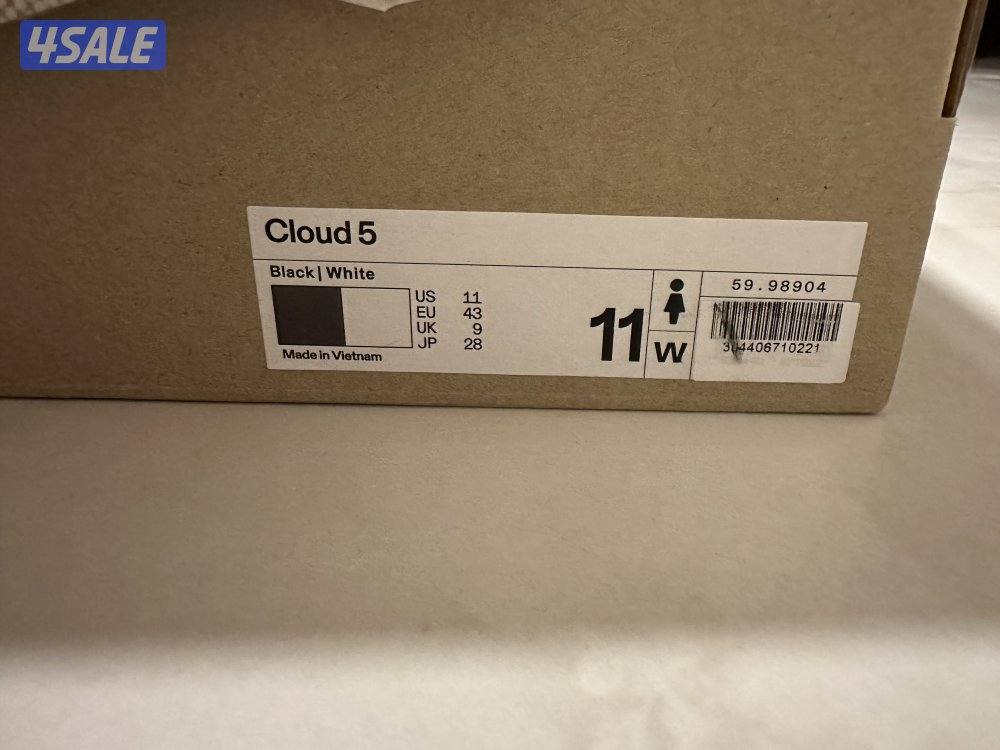 4SALE
Cloud 5
Black | White
US 11
EU 43
UK 9
JP 28
Made in Vietnam
11
W
59.98904
304406710221